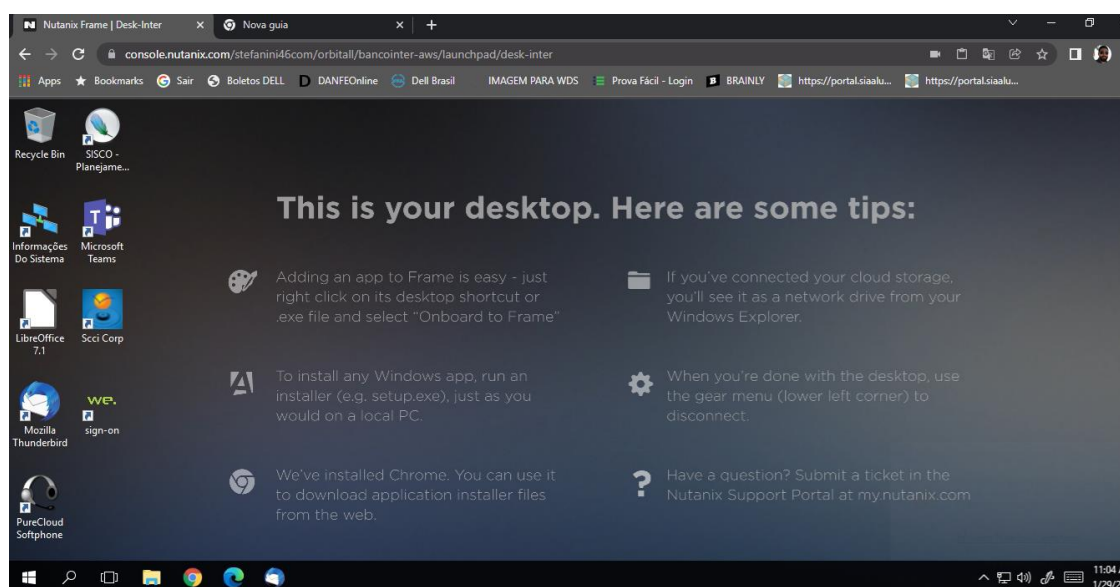 Nutanix Frame | Desk-Inter
Nova guia
console.nutanix.com/stefanini46com/orbitall/bancointer-aws/launchpad/desk-inter
Apps Bookmarks Sair Boletos DELL DANFEOnline Dell Brasil IMAGEM PARA WDS Prova Fácil - Login BRAINLY https://portal.siaalu... https://portal.siaalu...
Recycle Bin
SISCO -
Planejame...
Informações
Do Sistema
Microsoft
Teams
LibreOffice
7.1
Scci Corp
Mozilla
Thunderbird
we.
sign-on
PureCloud
Softphone
This is your desktop. Here are some tips:
Adding an app to Frame is easy - just
right click on its desktop shortcut or
.exe file and select “Onboard to Frame”
To install any Windows app, run an
installer (e.g. setup.exe), just as you
would on a local PC.
We've installed Chrome. You can use it
to download application installer files
from the web.
If you've connected your cloud storage,
you'll see it as a network drive from your
Windows Explorer.
When you're done with the desktop, use
the gear menu (lower left corner) to
disconnect.
Have a question? Submit a ticket in the
Nutanix Support Portal at my.nutanix.com
11:04